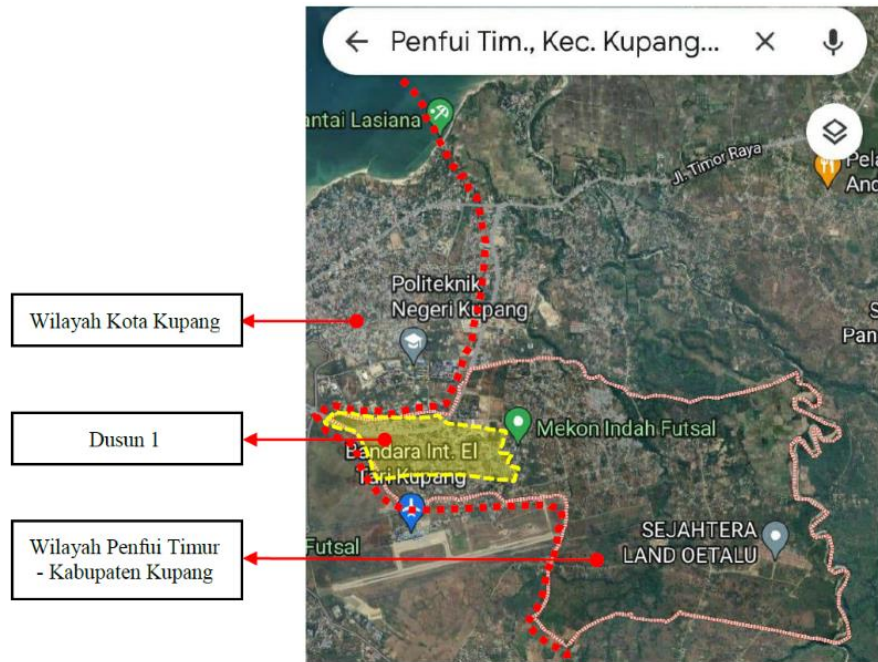 Penfui Tim., Kec. Kupang...
antai Lasiana
Jl. Timor Raya
Pela
And
Politeknik
Negeri Kupang
Wilayah Kota Kupang
S
Pan
Dusun 1
Mekon Indah Futsal
Bandara Int. El
Tari Kupang
Wilayah Penfui Timur
- Kabupaten Kupang
Futsal
SEJAHTERA
LAND OETALU